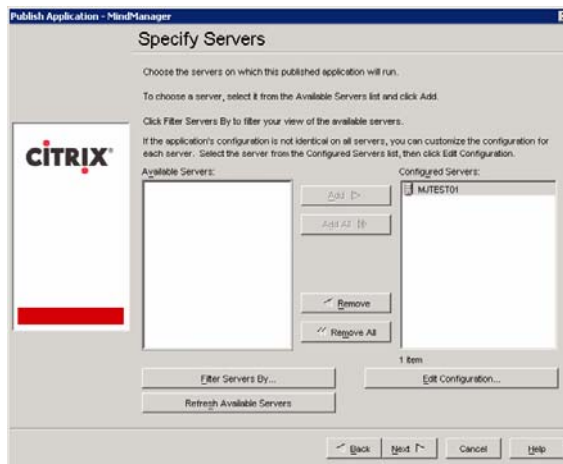 Publish Application - MindManager
Specify Servers
Choose the servers on which this published application will run.
To choose a server, select it from the Available Servers list and click Add.
Click Filter Servers By to filter your view of the available servers.
If the application's configuration is not identical on all servers, you can customize the configuration for
each server. Select the server from the Configured Servers list, then click Edit Configuration.
CITRIX®
Available Servers:
Configured Servers:
MJTEST01
Add
Add All
Remove
Remove All
1 item
Filter Servers By...
Edit Configuration...
Refresh Available Servers
Back
Next
Cancel
Help